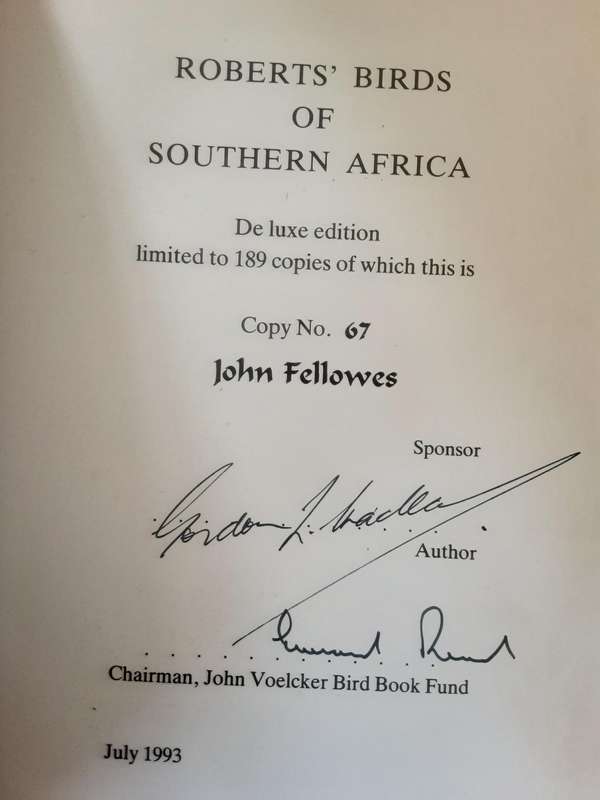 ROBERTS' BIRDS
OF
SOUTHERN AFRICA
De luxe edition
limited to 189 copies of which this is
Copy No. 67
John Fellowes
Sponsor
Gordon L.
Author
Chairman, John Voelcker Bird Book Fund
July 1993